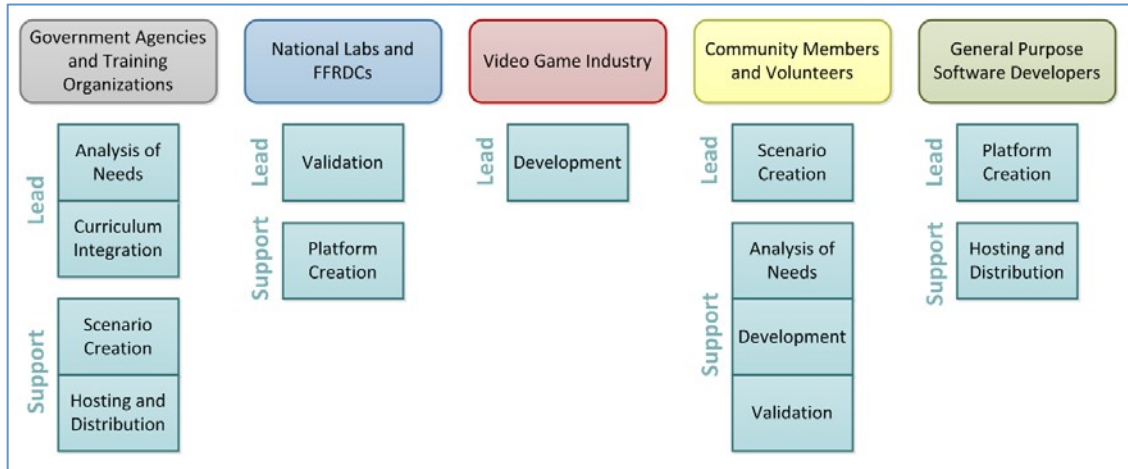 Government Agencies
and Training
Organizations
National Labs and
FFRDCs
Video Game Industry
Community Members
and Volunteers
General Purpose
Software Developers
Lead
Analysis of
Needs
Curriculum
Integration
Support
Scenario
Creation
Hosting and
Distribution
Lead
Validation
Support
Platform
Creation
Lead
Development
Lead
Scenario
Creation
Support
Analysis of
Needs
Development
Validation
Lead
Platform
Creation
Support
Hosting and
Distribution